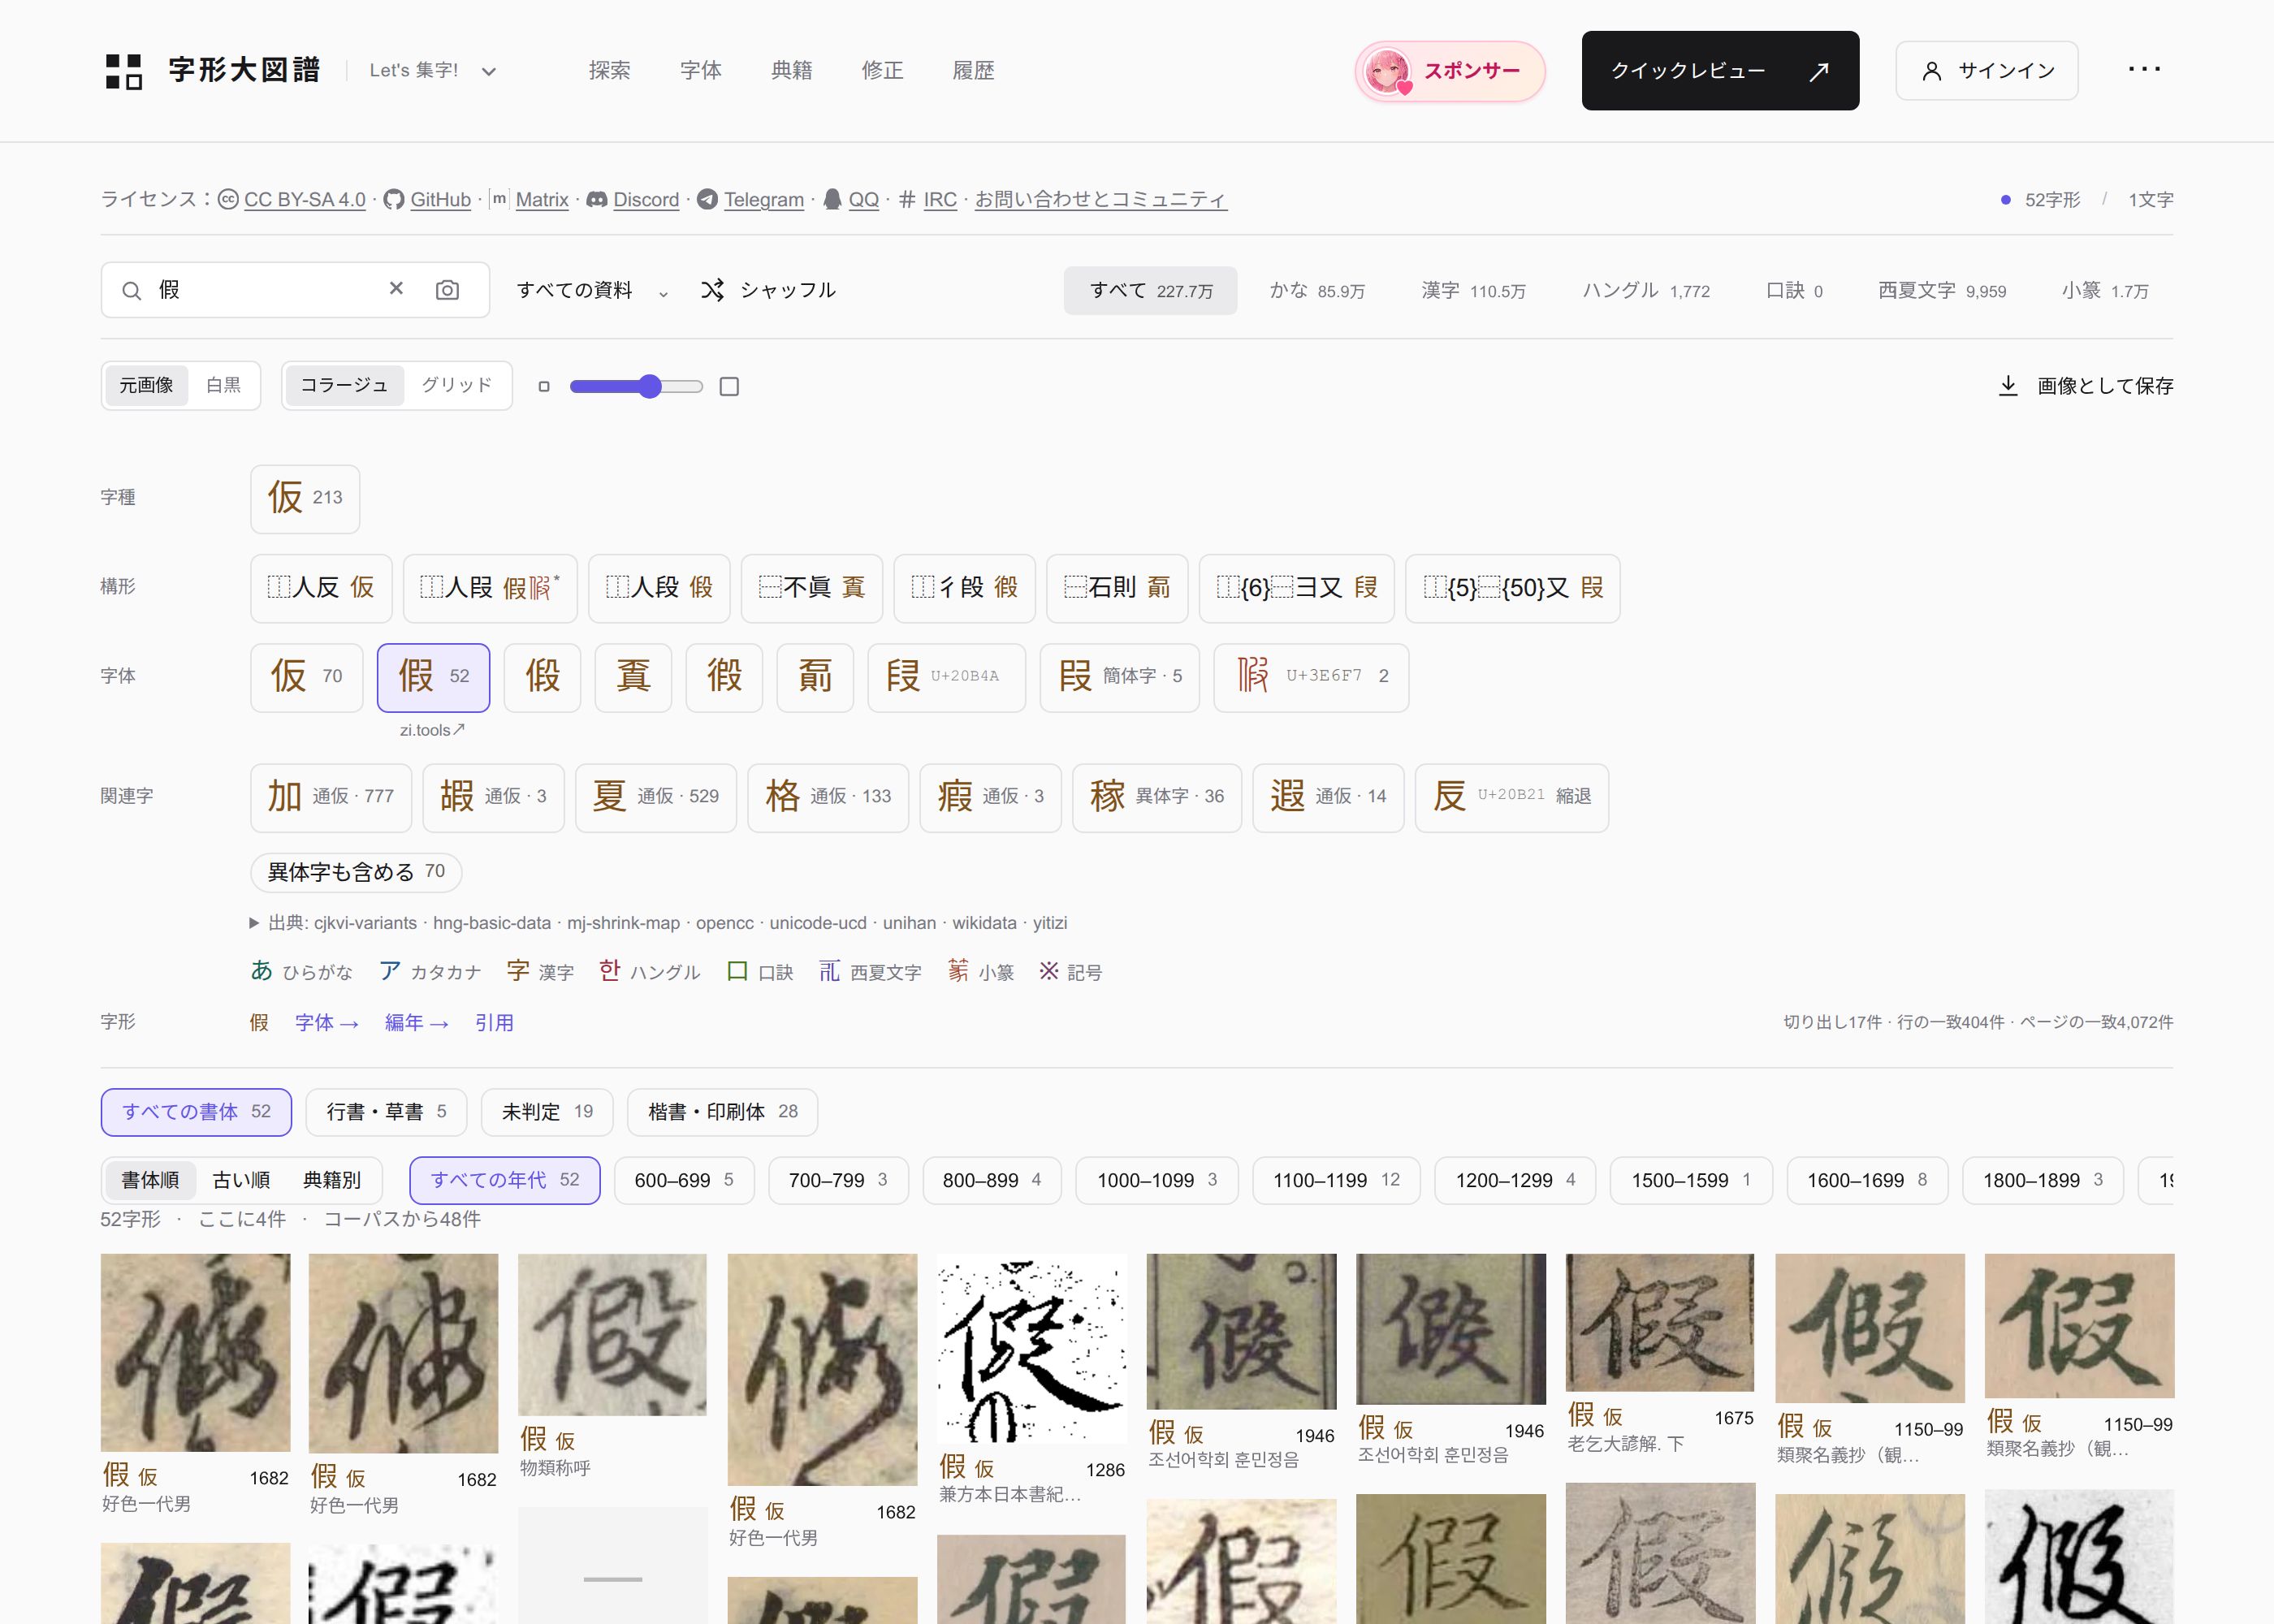 字形大図譜 Let's 集字! 探索 字体 典籍 修正 履歴 スポンサー クイックレビュー ↗ サインイン ···
ライセンス：CC BY-SA 4.0 · GitHub · Matrix · Discord · Telegram · QQ · IRC · お問い合わせとコミュニティ 52字形 / 1文字
假 すべての資料 シャッフル すべて 227.7万 かな 85.9万 漢字 110.5万 ハングル 1,772 口訣 0 西夏文字 9,959 小篆 1.7万
元画像 白黒 コラージュ グリッド 画像として保存
字種 仮 213
構形 ⿰人反 仮 ⿰人叚 假 ⿰人段 偽
字体 仮 70 假 52 U+20B4A 叚 簡体字 · 5 U+3E6F7 2
zi.tools↗
関連字 加 通仮 · 777 嘏 通仮 · 3 夏 通仮 · 529 格 通仮 · 133 瘕 通仮 · 3 稼 異体字 · 36 遐 通仮 · 14 𠬡 U+20B21 縮退
異体字も含める 70
▶ 出典: cjkvi-variants · hng-basic-data · mj-shrink-map · opencc · unicode-ucd · unihan · wikidata · yitizi
あ ひらがな ア カタカナ 字 漢字 한 ハングル 口 口訣 西夏文字 小篆 ※ 記号
字形 假 字体 → 編年 → 引用 切り出し17件 · 行の一致404件 · ページの一致4,072件
すべての書体 52 行書・草書 5 未判定 19 楷書・印刷体 28
書体順 古い順 典籍別 すべての年代 52 600–699 5 700–799 3 800–899 4 1000–1099 3 1100–1199 12 1200–1299 4 1500–1599 1 1600–1699 8 1800–1899 3
52字形 · ここに4件 · コーパスから48件
假 仮 1682
好色一代男
假 仮 1682
好色一代男
假 仮
物類称呼
假 仮 1682
好色一代男
假 仮 1286
兼方本日本書紀…
假 仮 1946
조선어학회 훈민정음
假 仮 1946
조선어학회 훈민정음
假 仮 1675
老乞大諺解. 下
假 仮 1150–99
類聚名義抄（観…
假 仮 1150–99
類聚名義抄（観…